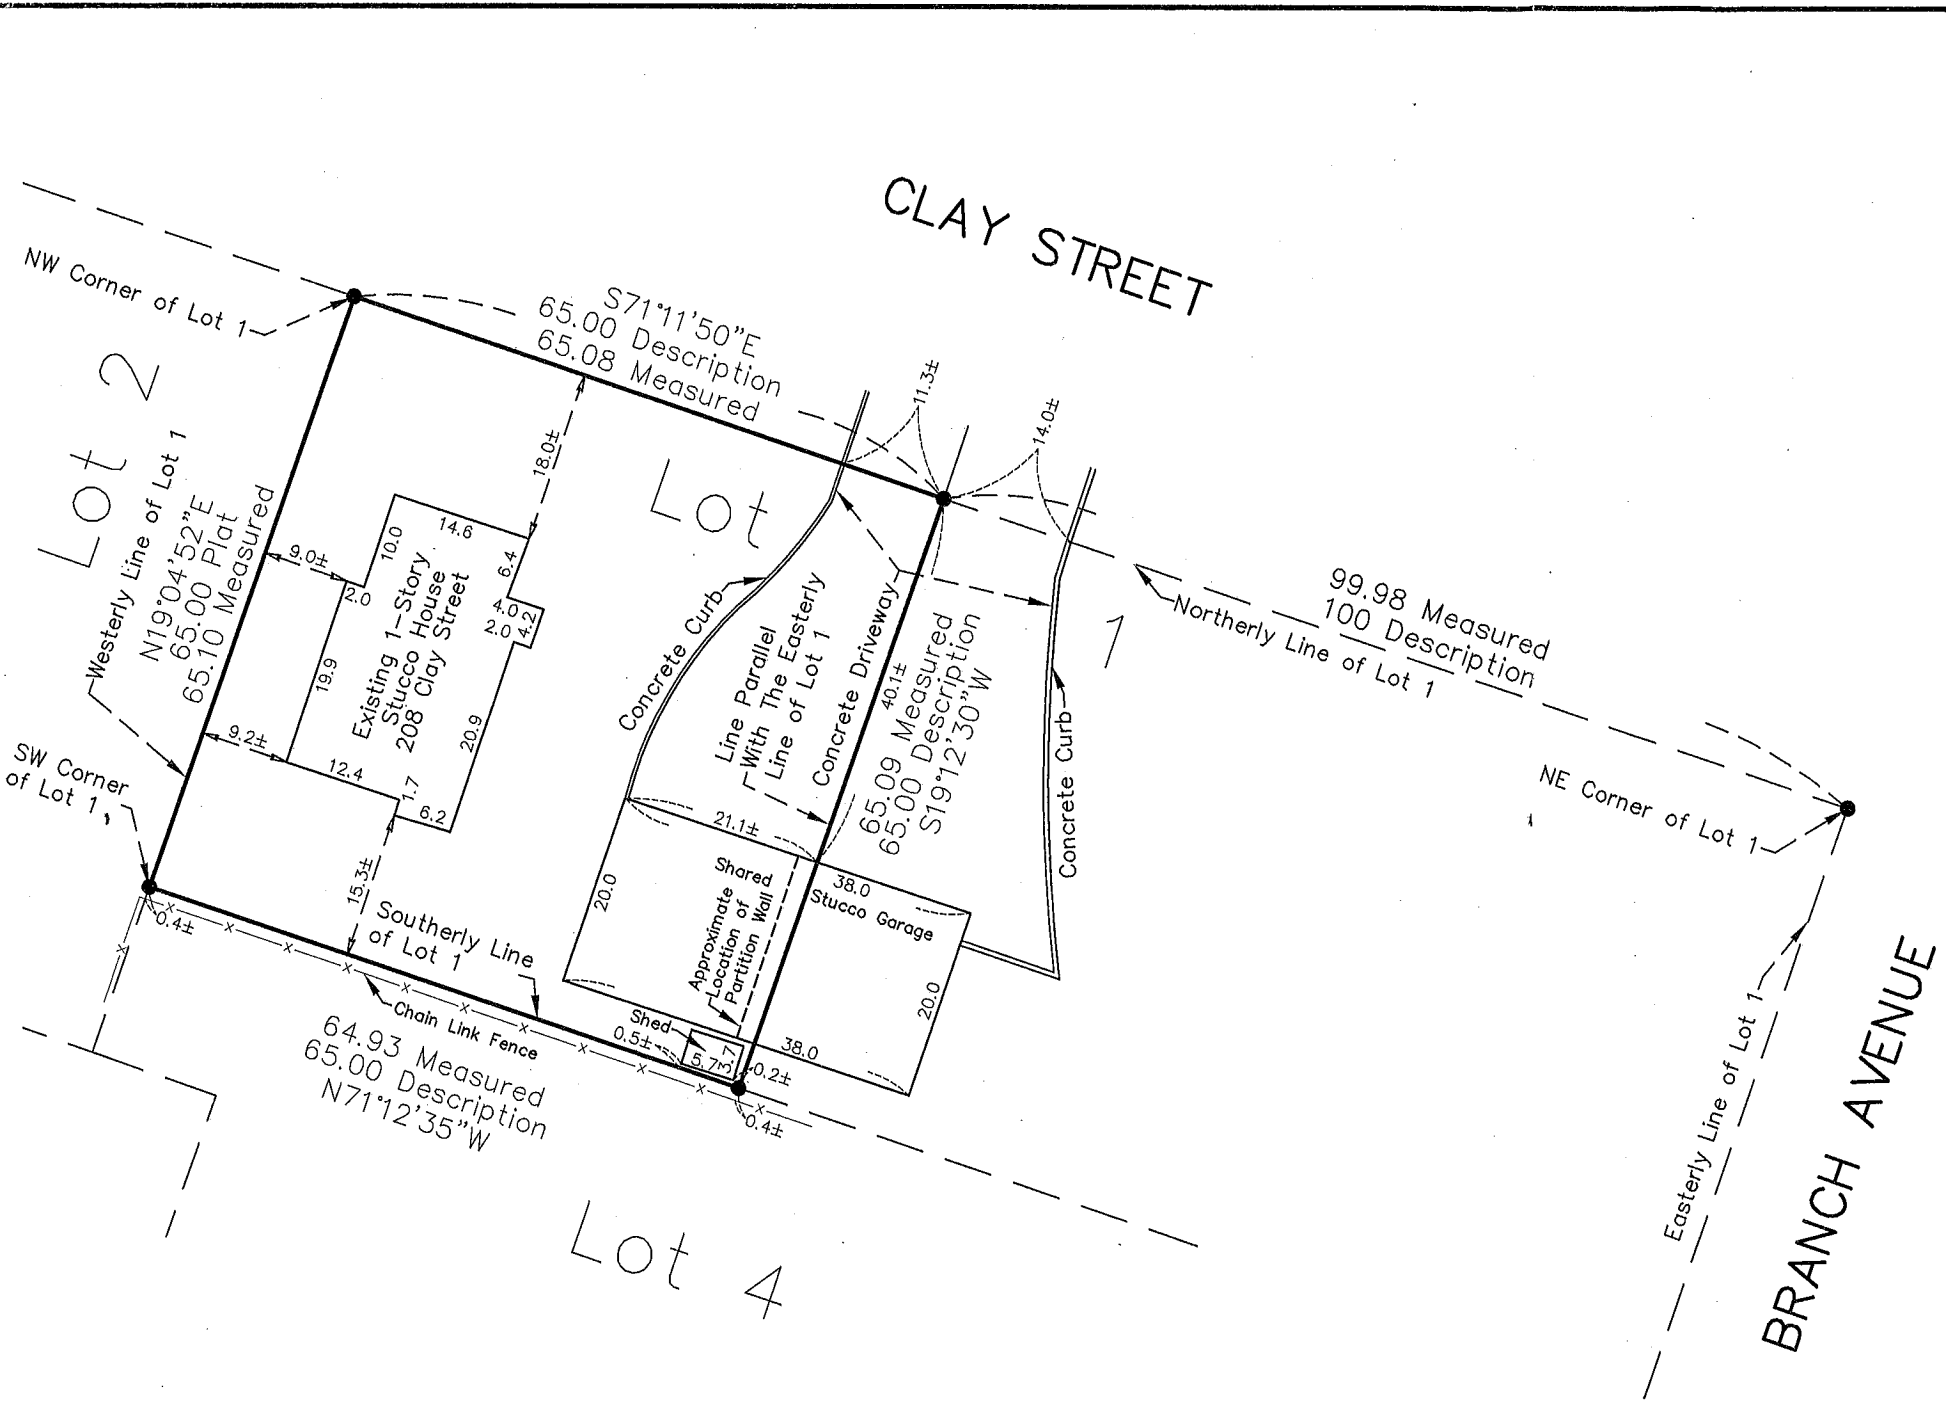 CLAY STREET
NW Corner of Lot 1
S71°11'50"E
65.00 Description
65.08 Measured
Lot 2
Westerly Line of Lot 1
N19°04'52"E
65.00 Plat
65.10 Measured
11.3±
14.0±
18.0±
Lot
1
9.0±
10.0
14.6
6.4
2.0
4.0
2.0
4.2
Existing 1-Story
Stucco House
208 Clay Street
19.9
20.9
9.2±
12.4
1.7
6.2
15.3±
Concrete Curb
Line Parallel
With The Easterly
Line of Lot 1
Concrete Driveway
40.1±
65.09 Measured
65.00 Description
S19°12'30"W
Concrete Curb
Northerly Line of Lot 1
99.98 Measured
100 Description
NE Corner of Lot 1
SW Corner
of Lot 1
0.4±
Southerly Line
of Lot 1
Chain Link Fence
64.93 Measured
65.00 Description
N71°12'35"W
21.1±
20.0
Shared
Approximate
Location of
Partition Wall
38.0
Stucco Garage
20.0
38.0
Shed
0.5±
5.7
3.7
0.2±
0.4±
Lot 4
Easterly Line of Lot 1
BRANCH AVENUE